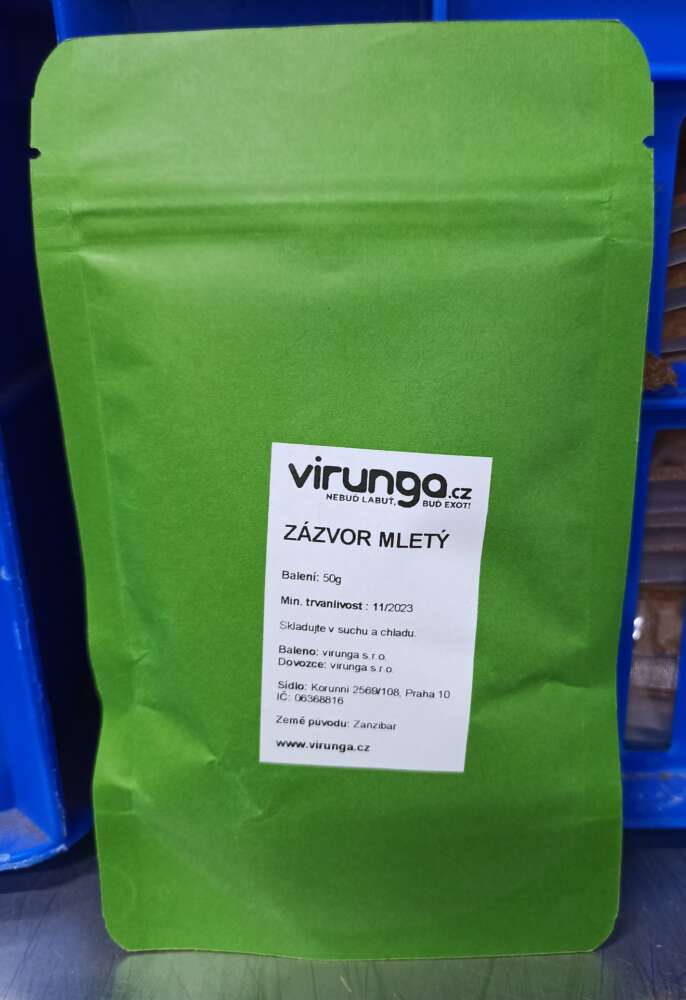 virunga.cz
NEBUĎ LABUŤ, BUĎ EXOT!
ZÁZVOR MLETÝ
Balení: 50g
Min. trvanlivost : 11/2023
Skladujte v suchu a chladu.
Baleno: virunga s.r.o.
Dovozce: virunga s.r.o.
Sídlo: Korunní 2569/108, Praha 10
IČ: 06368816
Země původu: Zanzibar
www.virunga.cz